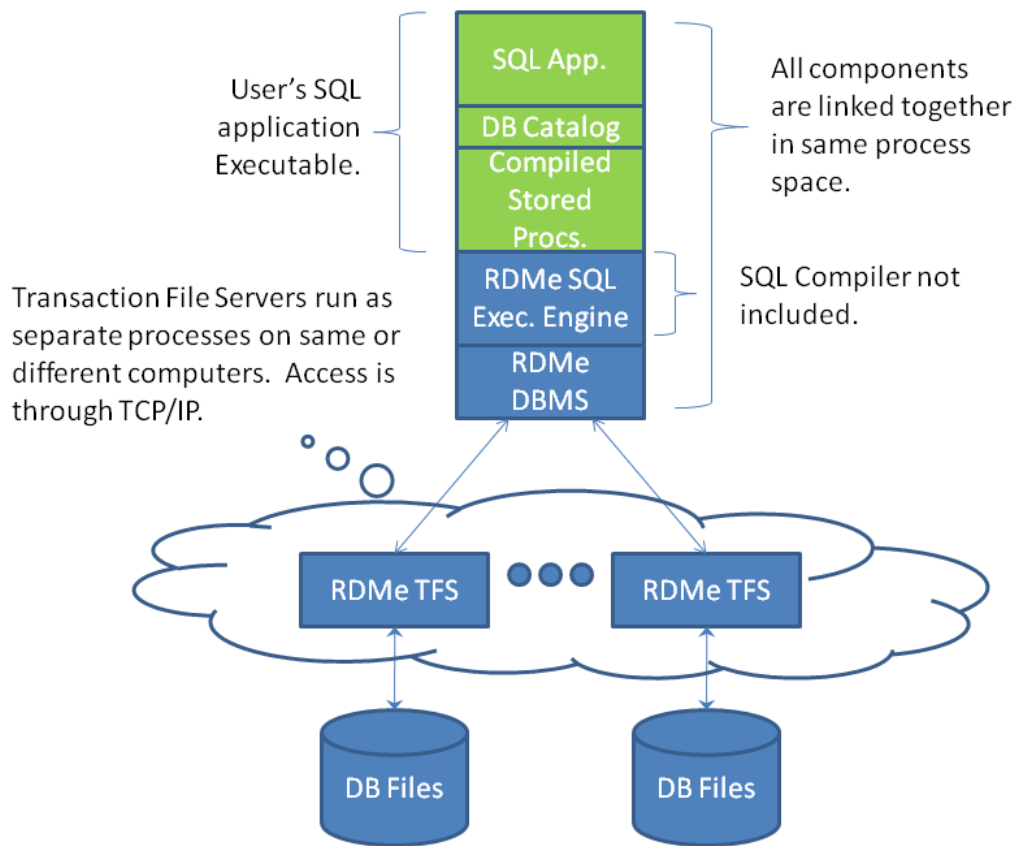 User's SQL
application
Executable.
SQL App.
DB Catalog
Compiled
Stored
Procs.
RDMe SQL
Exec. Engine
RDMe
DBMS
All components
are linked together
in same process
space.
SQL Compiler not
included.
Transaction File Servers run as
separate processes on same or
different computers.  Access is
through TCP/IP.
RDMe TFS
RDMe TFS
DB Files
DB Files